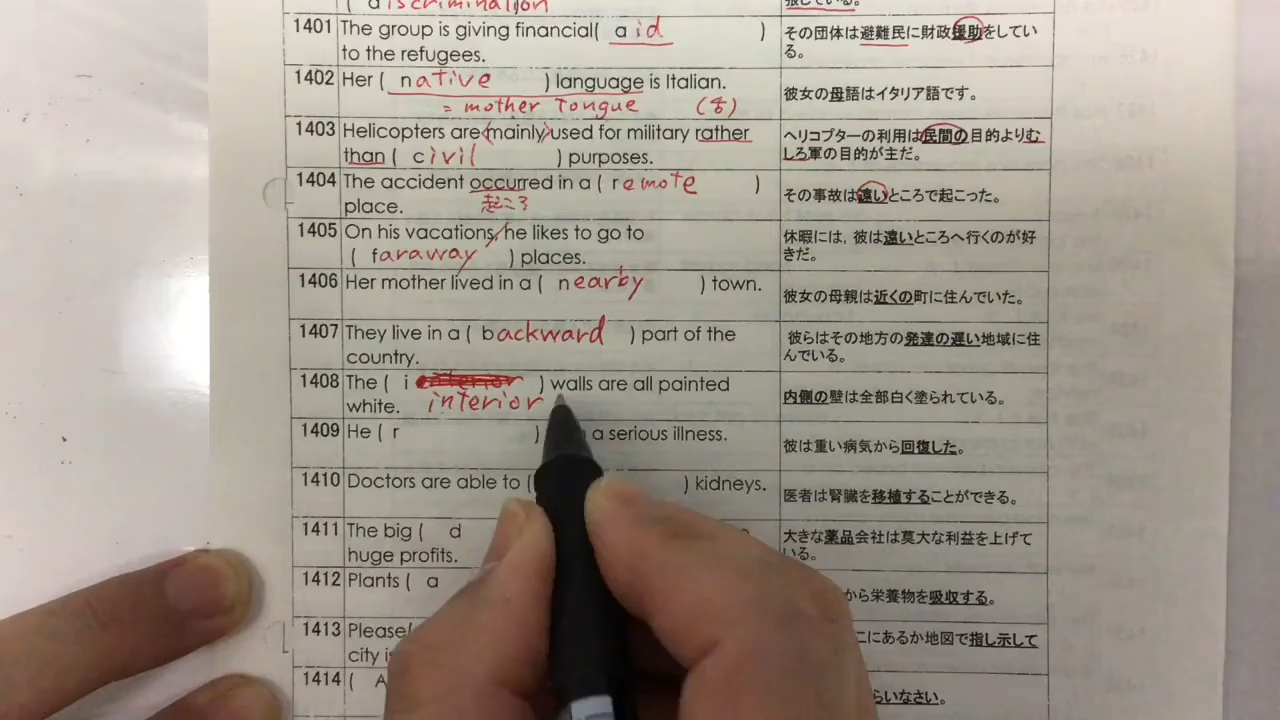 ( discrimination
張している。
1401 The group is giving financial( aid )
to the refugees.
その団体は避難民に財政援助をしてい
る。
1402 Her ( native ) language is Italian.
= mother Tongue (舌)
彼女の母語はイタリア語です。
1403 Helicopters are (mainly) used for military rather
than ( civil ) purposes.
ヘリコプターの利用は民間の目的よりむ
しろ軍の目的が主だ。
1404 The accident occurred in a ( remote )
place. 起こる
その事故は遠いところで起こった。
1405 On his vacations, he likes to go to
( faraway ) places.
休暇には，彼は遠いところへ行くのが好
きだ。
1406 Her mother lived in a ( nearby ) town.
彼女の母親は近くの町に住んでいた。
1407 They live in a ( backward ) part of the
country.
彼らはその地方の発達の遅い地域に住
んでいる。
1408 The ( i ) walls are all painted
white. interior
内側の壁は全部白く塗られている。
1409 He ( r ) a serious illness.
彼は重い病気から回復した。
1410 Doctors are able to ( ) kidneys.
医者は腎臓を移植することができる。
1411 The big ( d
huge profits.
大きな薬品会社は莫大な利益を上げて
いる。
1412 Plants ( a
から栄養物を吸収する。
1413 Please(
city i
こにあるか地図で指し示して
1414 ( A
らいなさい。